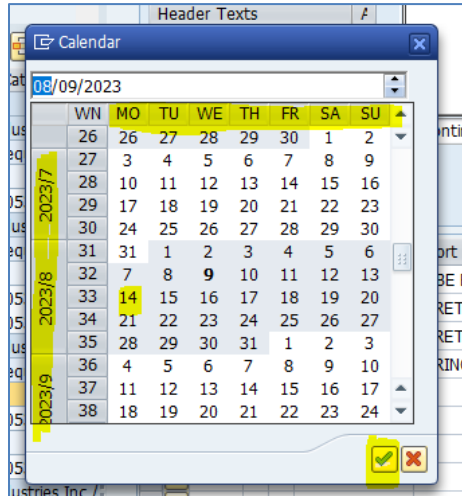 Header Texts
Calendar
08/09/2023
WN MO TU WE TH FR SA SU
26 26 27 28 29 30 1 2
27 3 4 5 6 7 8 9
28 10 11 12 13 14 15 16
29 17 18 19 20 21 22 23
30 24 25 26 27 28 29 30
31 31 1 2 3 4 5 6
32 7 8 9 10 11 12 13
33 14 15 16 17 18 19 20
34 21 22 23 24 25 26 27
35 28 29 30 31 1 2 3
36 4 5 6 7 8 9 10
37 11 12 13 14 15 16 17
38 18 19 20 21 22 23 24
2023/7
2023/8
2023/9
ustries Inc /